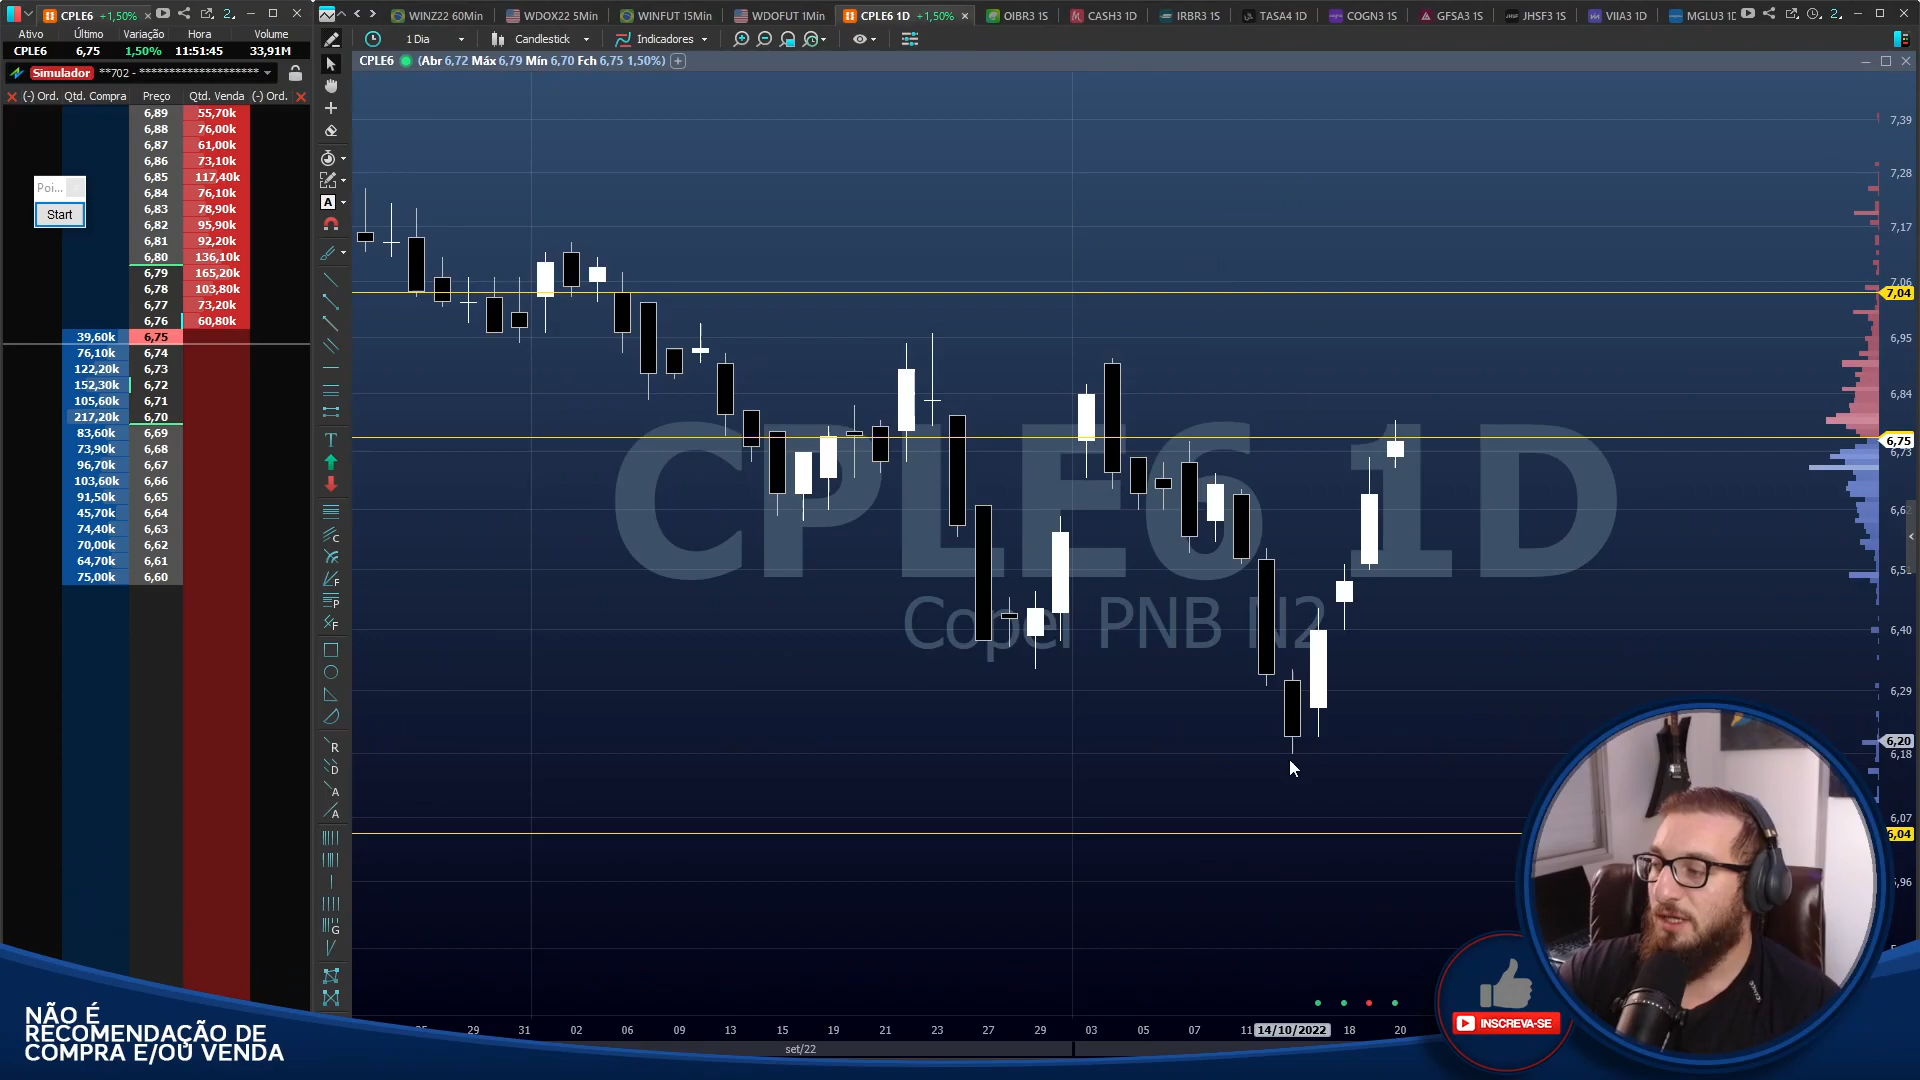 CPLE6 +1,50% 2.
Ativo Último Variação Hora Volume
CPLE6 6,75 1,50% 11:51:45 33,91M
Simulador **702 - ********************
(-) Ord. Qtd. Compra Preço Qtd. Venda (-) Ord.
6,89 55,70k
6,88 76,00k
6,87 61,00k
6,86 73,10k
6,85 117,40k
6,84 76,10k
6,83 78,90k
6,82 95,90k
6,81 92,20k
6,80 136,10k
6,79 165,20k
6,78 103,80k
6,77 73,20k
6,76 60,80k
39,60k 6,75
76,10k 6,74
122,20k 6,73
152,30k 6,72
105,60k 6,71
217,20k 6,70
83,60k 6,69
73,90k 6,68
96,70k 6,67
103,60k 6,66
91,50k 6,65
45,70k 6,64
74,40k 6,63
70,00k 6,62
64,70k 6,61
75,00k 6,60
Poi...
Start
WINZ22 60Min WDOX22 5Min WINFUT 15Min WDOFUT 1Min CPLE6 1D +1,50% OIBR3 1S CASH3 1D IRBR3 1S TASA4 1D COGN3 1S GFSA3 1S JHSF3 1S VIIA3 1D MGLU3 1D 2.
1 Dia Candlestick Indicadores
CPLE6 (Abr 6,72 Máx 6,79 Mín 6,70 Fch 6,75 1,50%)
CPLE6 1D
Copel PNB N2
7,39
7,28
7,17
7,06
7,04
6,95
6,84
6,75
6,73
6,62
6,51
6,40
6,29
6,20
6,18
6,07
6,04
29 31 02 06 09 13 15 19 21 23 27 29 03 05 07 11 14/10/2022 18 20
set/22
NÃO É
RECOMENDAÇÃO DE
COMPRA E/OU VENDA
INSCREVA-SE